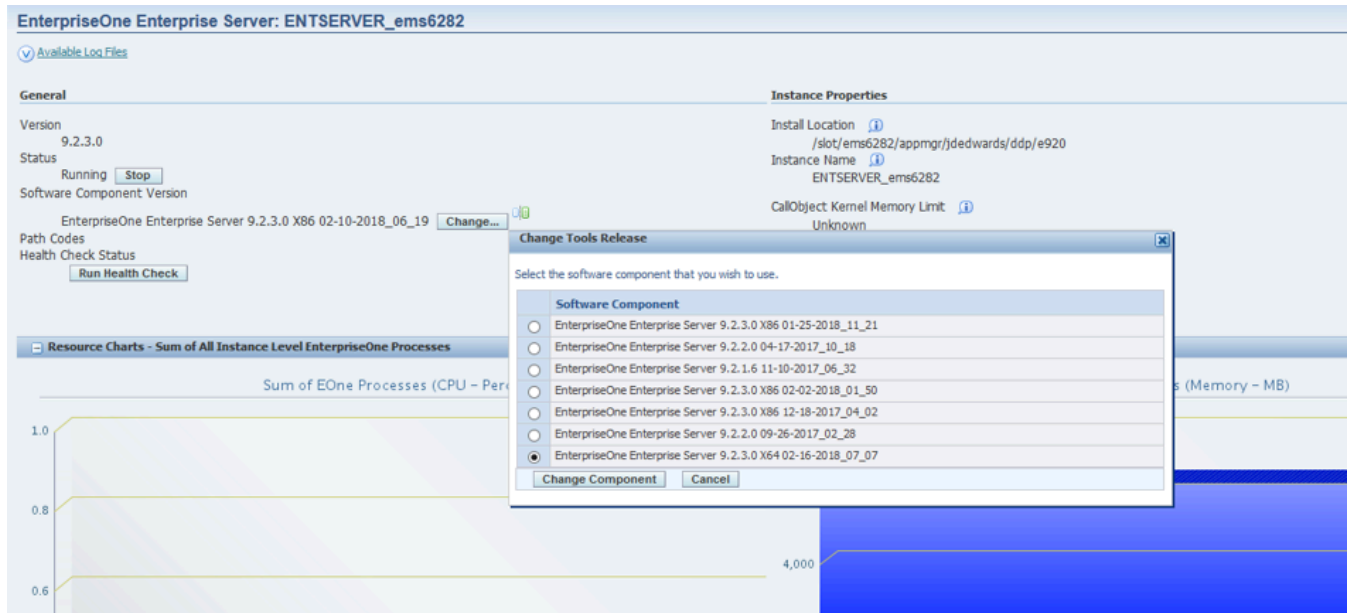 EnterpriseOne Enterprise Server: ENTSERVER_ems6282
Available Log Files
General
Version
9.2.3.0
Status
Running Stop
Software Component Version
EnterpriseOne Enterprise Server 9.2.3.0 X86 02-10-2018_06_19 Change...
Path Codes
Health Check Status
Run Health Check
Instance Properties
Install Location
/slot/ems6282/appmgr/jdedwards/ddp/e920
Instance Name
ENTSERVER_ems6282
CallObject Kernel Memory Limit
Unknown
Change Tools Release
Select the software component that you wish to use.
Software Component
EnterpriseOne Enterprise Server 9.2.3.0 X86 01-25-2018_11_21
EnterpriseOne Enterprise Server 9.2.2.0 04-17-2017_10_18
EnterpriseOne Enterprise Server 9.2.1.6 11-10-2017_06_32
EnterpriseOne Enterprise Server 9.2.3.0 X86 02-02-2018_01_50
EnterpriseOne Enterprise Server 9.2.3.0 X86 12-18-2017_04_02
EnterpriseOne Enterprise Server 9.2.2.0 09-26-2017_02_28
EnterpriseOne Enterprise Server 9.2.3.0 X64 02-16-2018_07_07
Change Component Cancel
Resource Charts - Sum of All Instance Level EnterpriseOne Processes
Sum of EOne Processes (CPU - Per
s (Memory - MB)
1.0
0.8
0.6
4,000